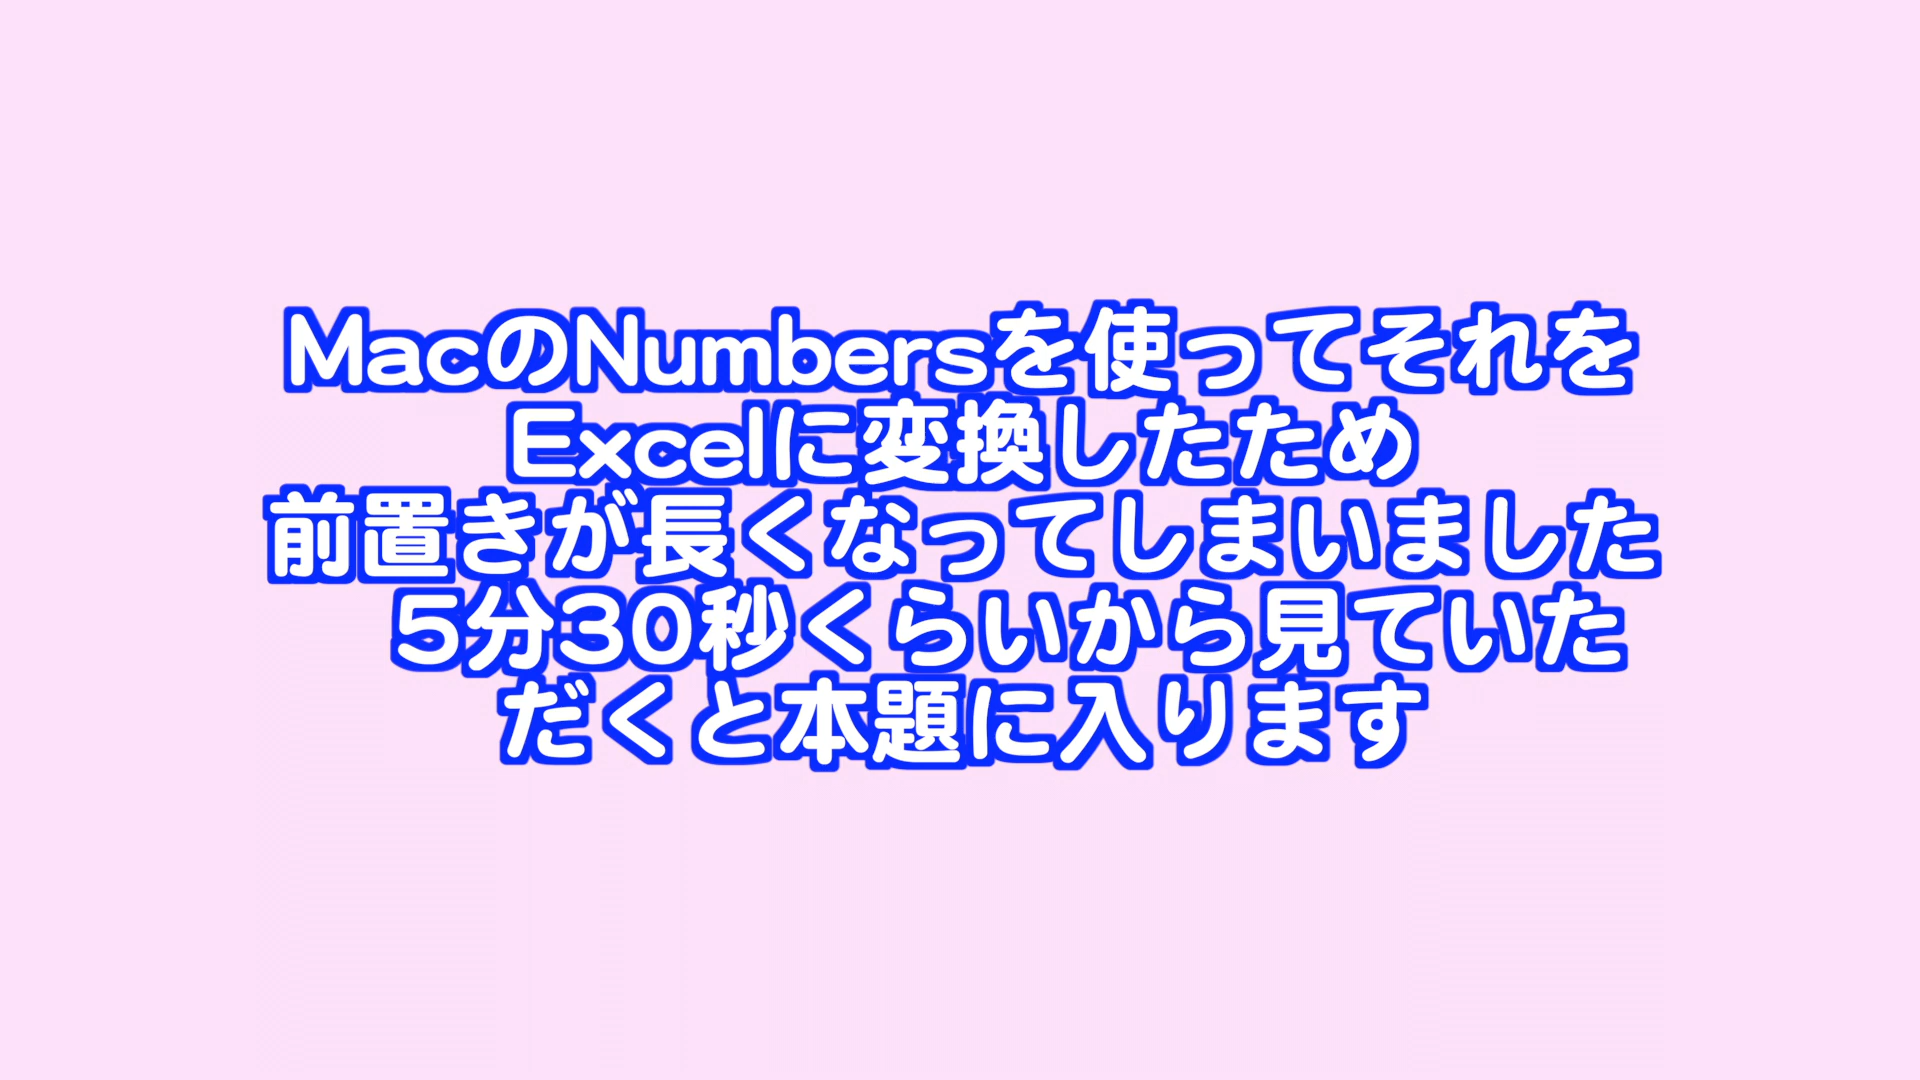 MacのNumbersを使ってそれを
Excelに変換したため
前置きが長くなってしまいました
5分30秒くらいから見ていた
だくと本題に入ります